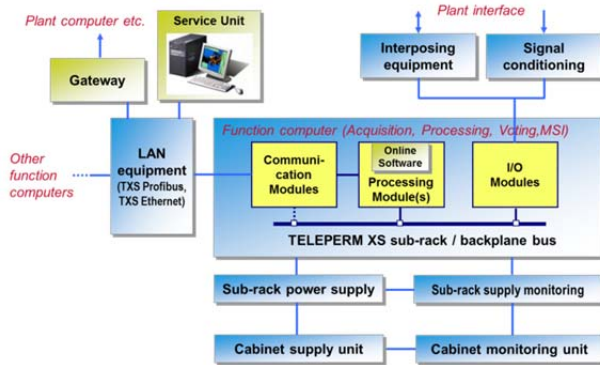 Plant computer etc.
Service Unit
Plant interface
Gateway
Interposing
equipment
Signal
conditioning
Function computer (Acquisition, Processing, Voting,MSI)
Other
function
computers
LAN
equipment
(TXS Profibus,
TXS Ethernet)
Communi-
cation
Modules
Online
Software
Processing
Module(s)
I/O
Modules
TELEPERM XS sub-rack / backplane bus
Sub-rack power supply
Sub-rack supply monitoring
Cabinet supply unit
Cabinet monitoring unit